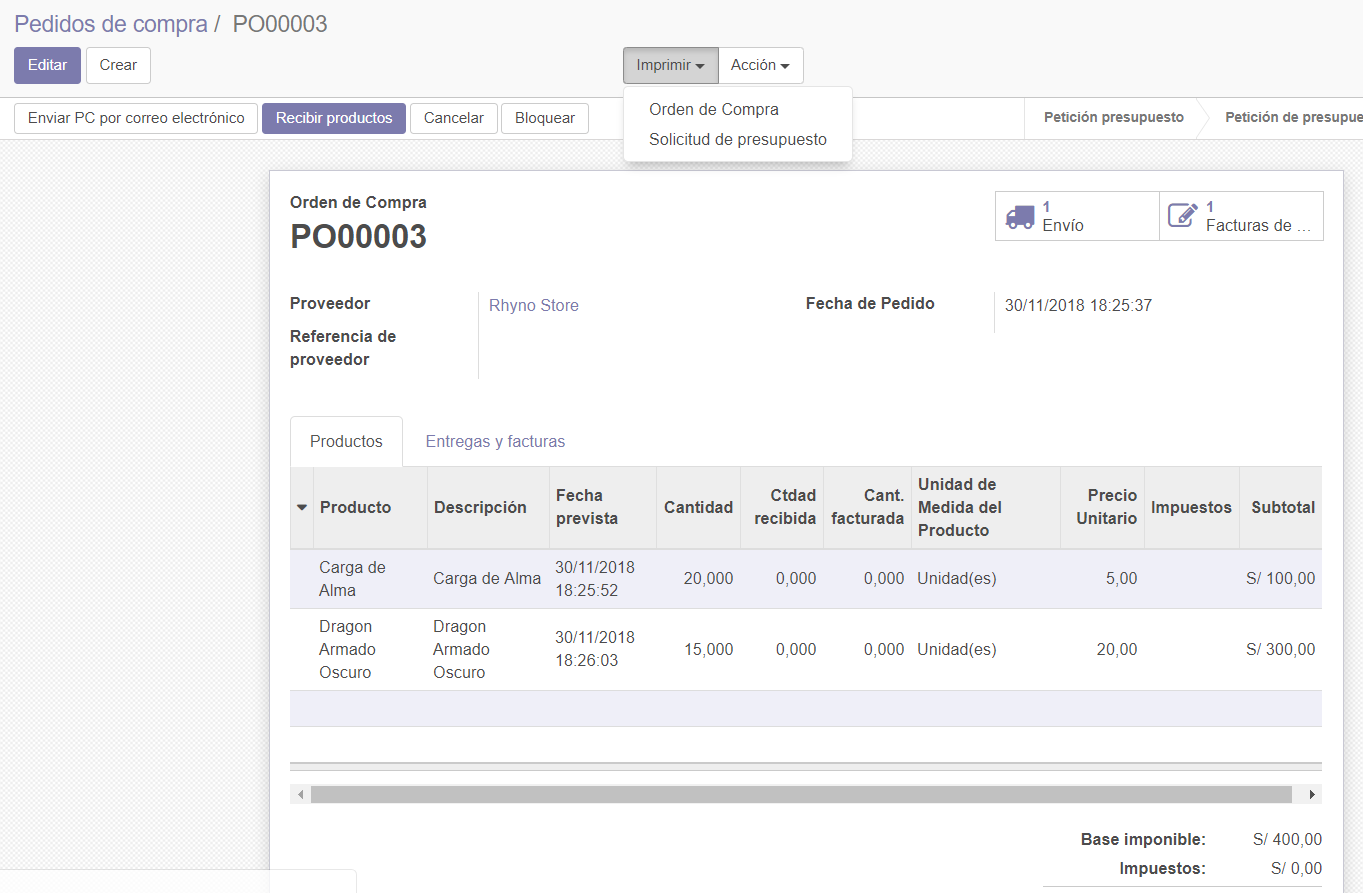 Pedidos de compra / PO00003
Editar Crear Imprimir Acción
Orden de Compra
Solicitud de presupuesto
Enviar PC por correo electrónico Recibir productos Cancelar Bloquear Petición presupuesto Petición de presupue
Orden de Compra
PO00003
1
Envío
1
Facturas de ...
Proveedor Rhyno Store Fecha de Pedido 30/11/2018 18:25:37
Referencia de
proveedor
Productos Entregas y facturas
Producto Descripción Fecha
prevista Cantidad Ctdad
recibida Cant.
facturada Unidad de
Medida del
Producto Precio
Unitario Impuestos Subtotal
Carga de
Alma Carga de Alma 30/11/2018
18:25:52 20,000 0,000 0,000 Unidad(es) 5,00 S/ 100,00
Dragon
Armado
Oscuro Dragon
Armado
Oscuro 30/11/2018
18:26:03 15,000 0,000 0,000 Unidad(es) 20,00 S/ 300,00
Base imponible: S/ 400,00
Impuestos: S/ 0,00